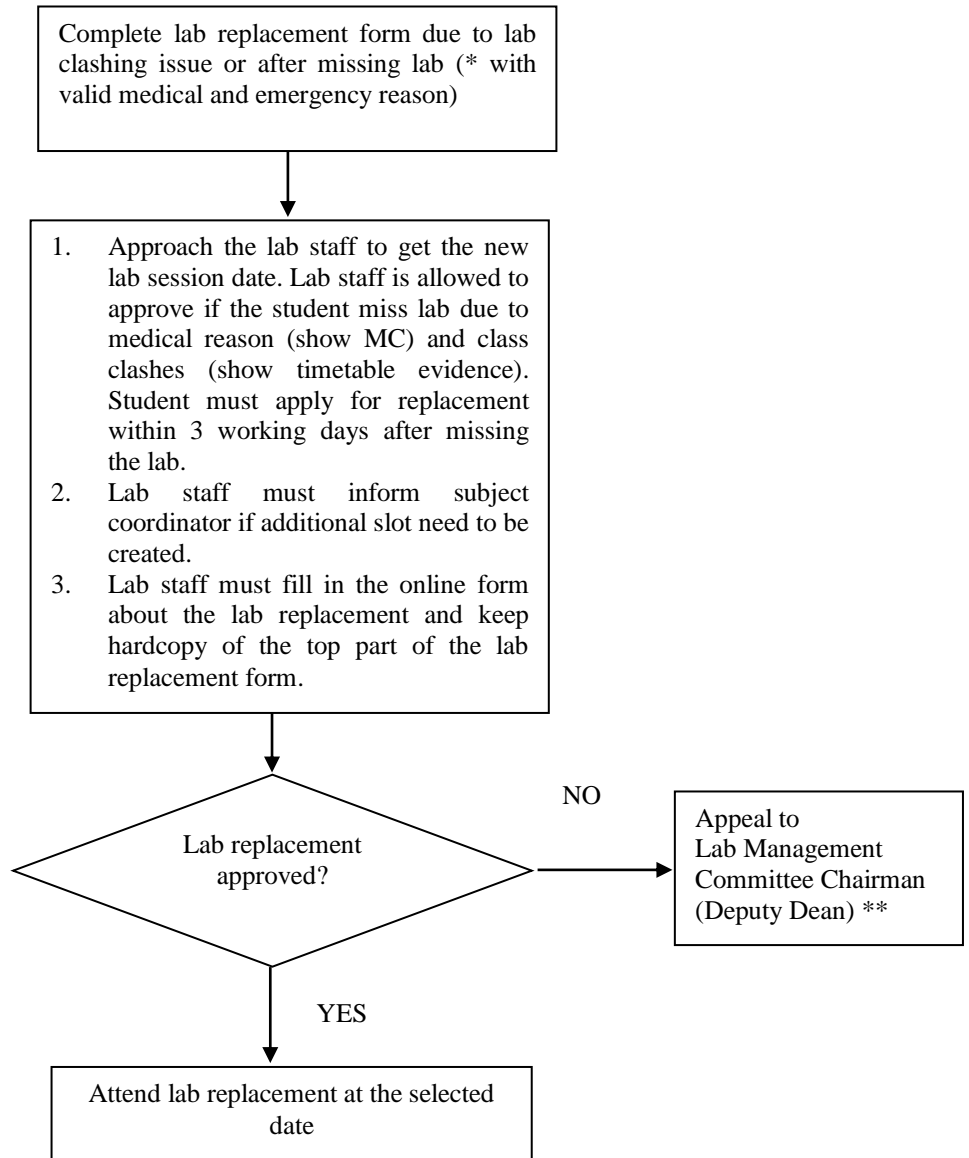 Complete lab replacement form due to lab
clashing issue or after missing lab (* with
valid medical and emergency reason)
1. Approach the lab staff to get the new
lab session date. Lab staff is allowed to
approve if the student miss lab due to
medical reason (show MC) and class
clashes (show timetable evidence).
Student must apply for replacement
within 3 working days after missing
the lab.
2. Lab staff must inform subject
coordinator if additional slot need to be
created.
3. Lab staff must fill in the online form
about the lab replacement and keep
hardcopy of the top part of the lab
replacement form.
Lab replacement
approved?
NO
Appeal to
Lab Management
Committee Chairman
(Deputy Dean) **
YES
Attend lab replacement at the selected
date